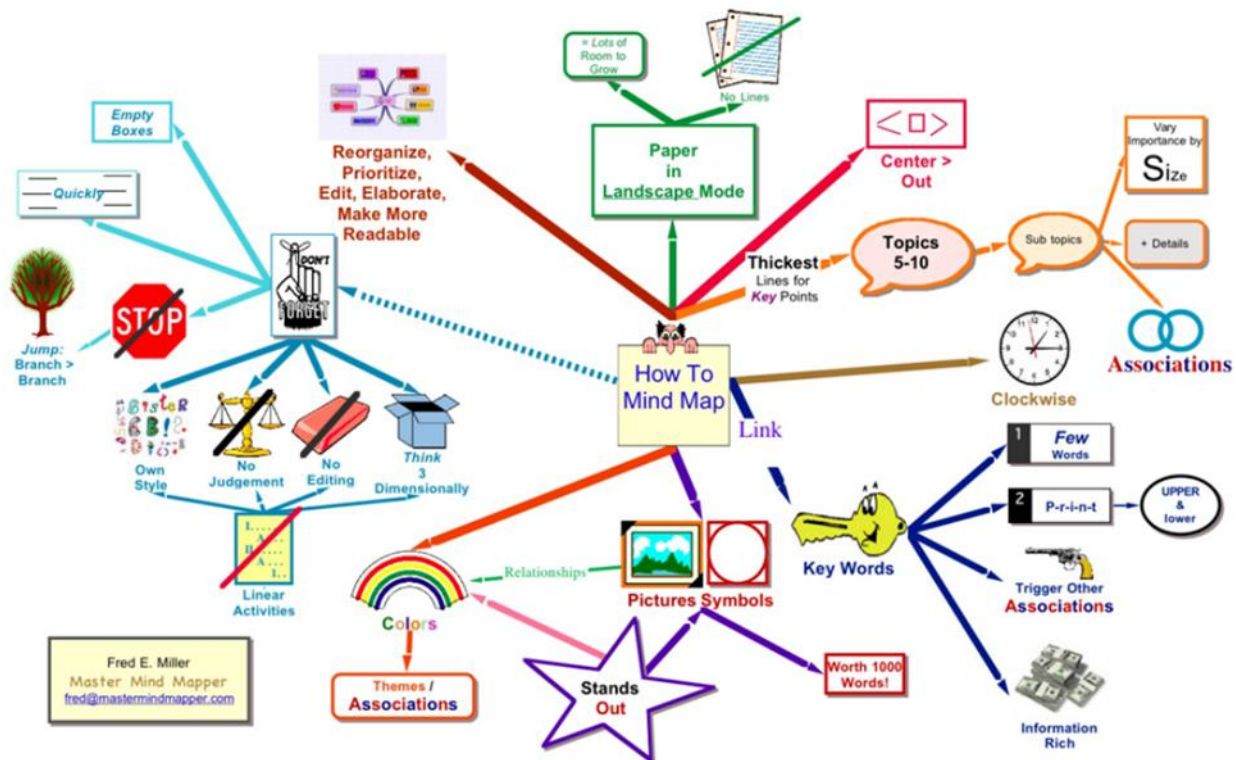 = Lots of
Room to
Grow
No Lines
Paper
in
Landscape Mode
< >
Center >
Out
Vary
Importance by
Size
Thickest
Lines for
Key Points
Topics
5-10
Sub topics
+ Details
Associations
Clockwise
How To
Mind Map
Link
Key Words
1
Few
Words
2
P-r-i-n-t
UPPER
&
lower
Trigger Other
Associations
Information
Rich
Pictures Symbols
Worth 1000
Words!
Stands
Out
Relationships
Colors
Themes /
Associations
Reorganize,
Prioritize,
Edit, Elaborate,
Make More
Readable
DON'T
FORGET
Empty
Boxes
Quickly
STOP
Jump:
Branch >
Branch
Own
Style
No
Judgement
No
Editing
Think
3
Dimensionally
I.....
A....
II....
A....
1..
Linear
Activities
Fred E. Miller
Master Mind Mapper
fred@mastermindmapper.com